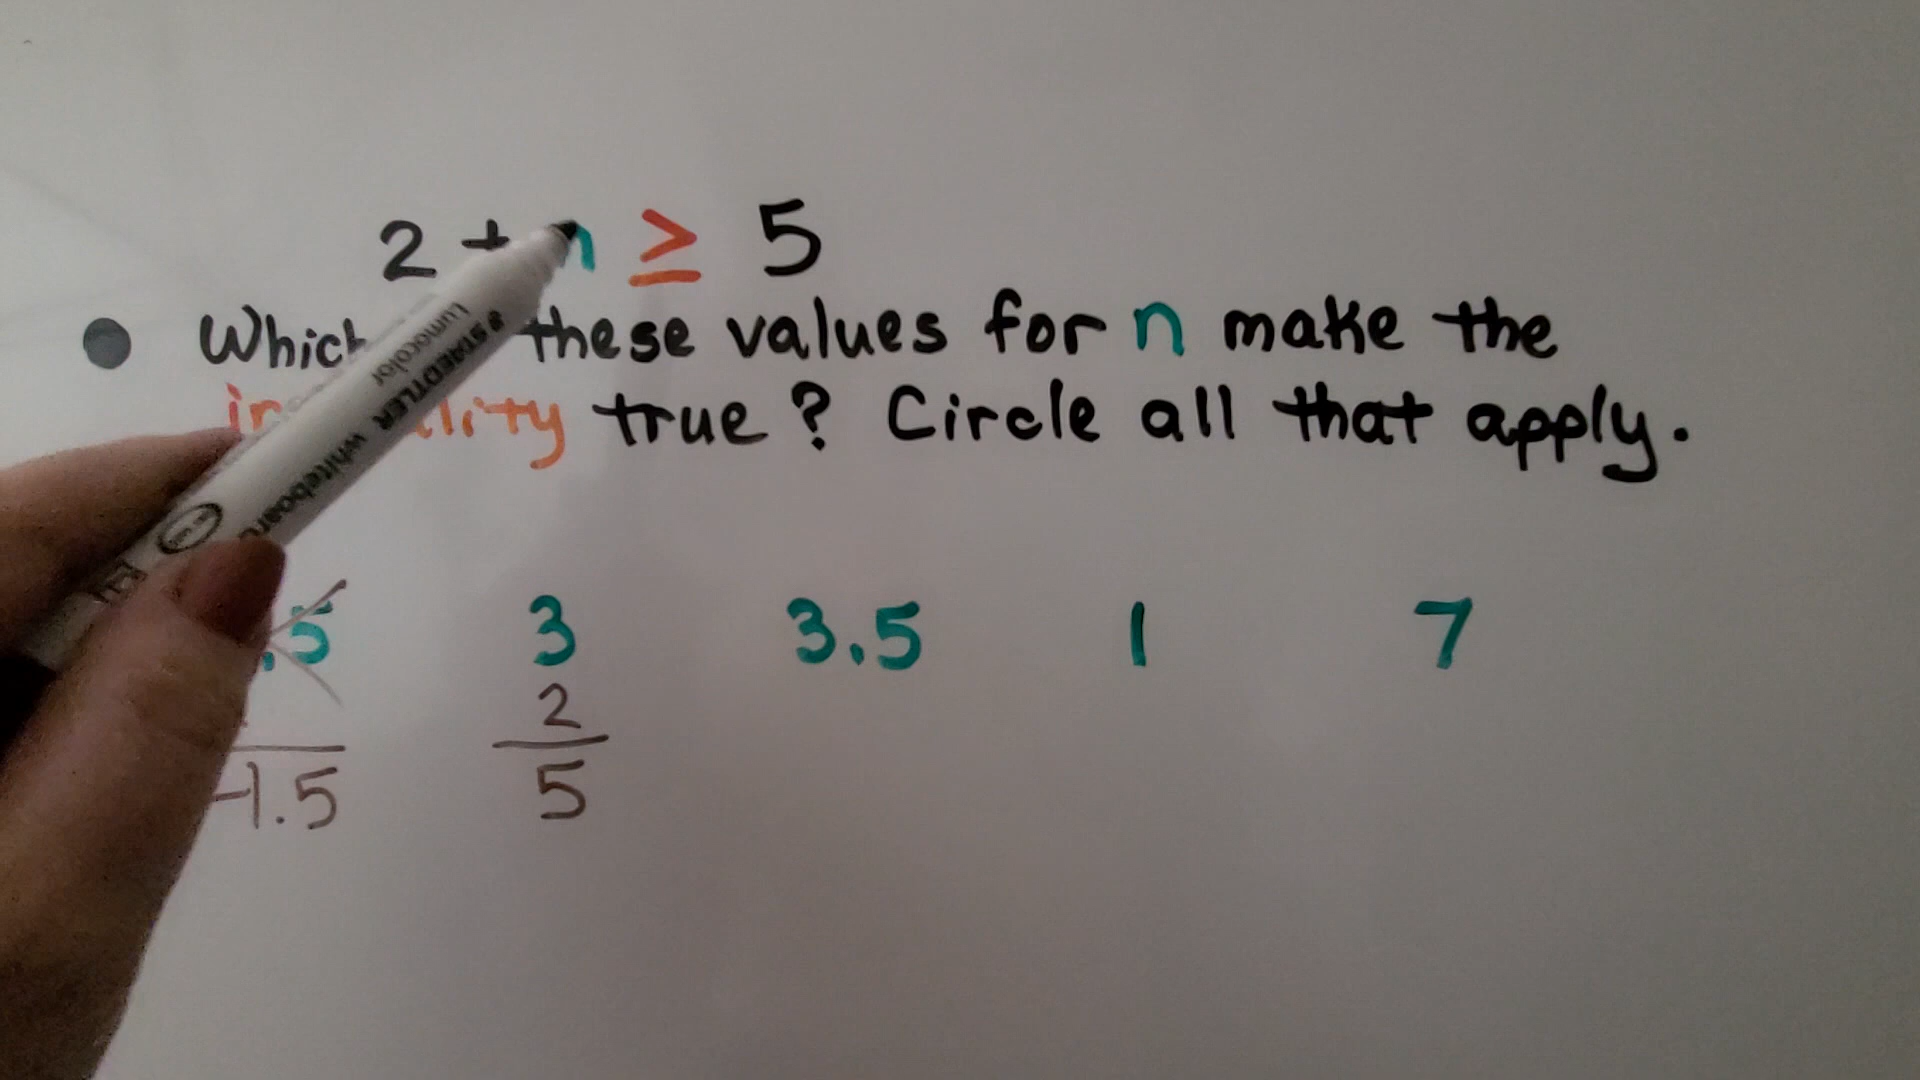 2 + n ≥ 5
these values for n make the
true? Circle all that apply.
.5 3 3.5 1 7
2
-1.5 5
STAEDTLER whiteboard
Lumocolor